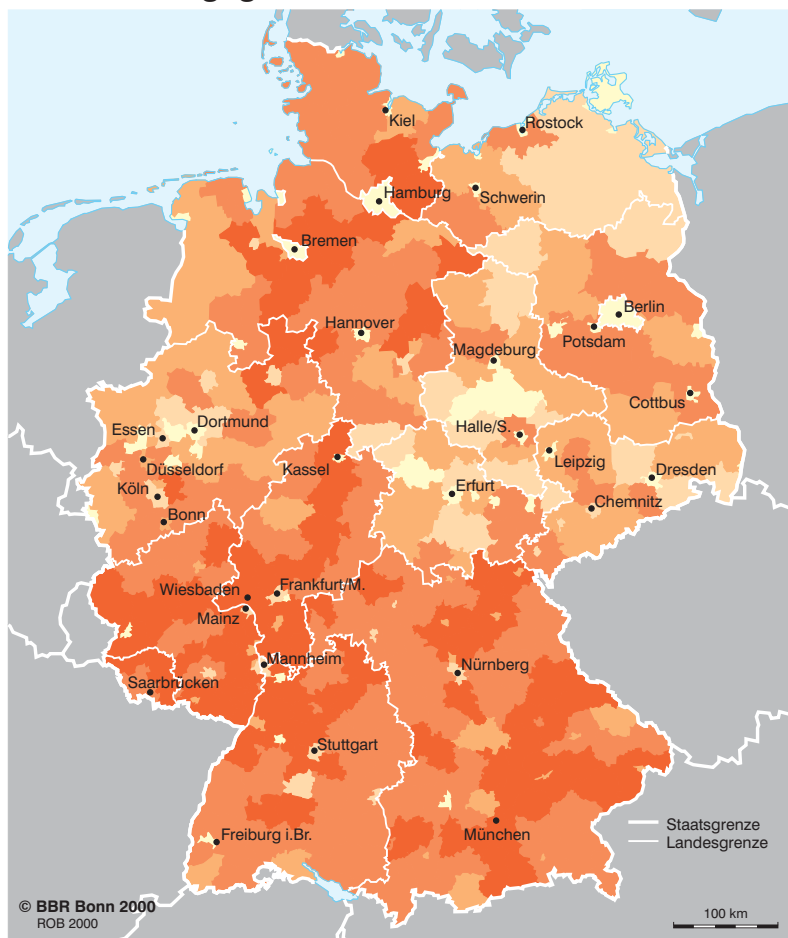 Kiel
Rostock
Hamburg
Schwerin
Bremen
Berlin
Hannover
Potsdam
Magdeburg
Cottbus
Essen
Dortmund
Halle/S.
Düsseldorf
Kassel
Leipzig
Dresden
Köln
Erfurt
Chemnitz
Bonn
Wiesbaden
Frankfurt/M.
Mainz
Mannheim
Nürnberg
Saarbrücken
Stuttgart
München
Staatsgrenze
Freiburg i.Br.
Landesgrenze
© BBR Bonn 2000
ROB 2000
100 km